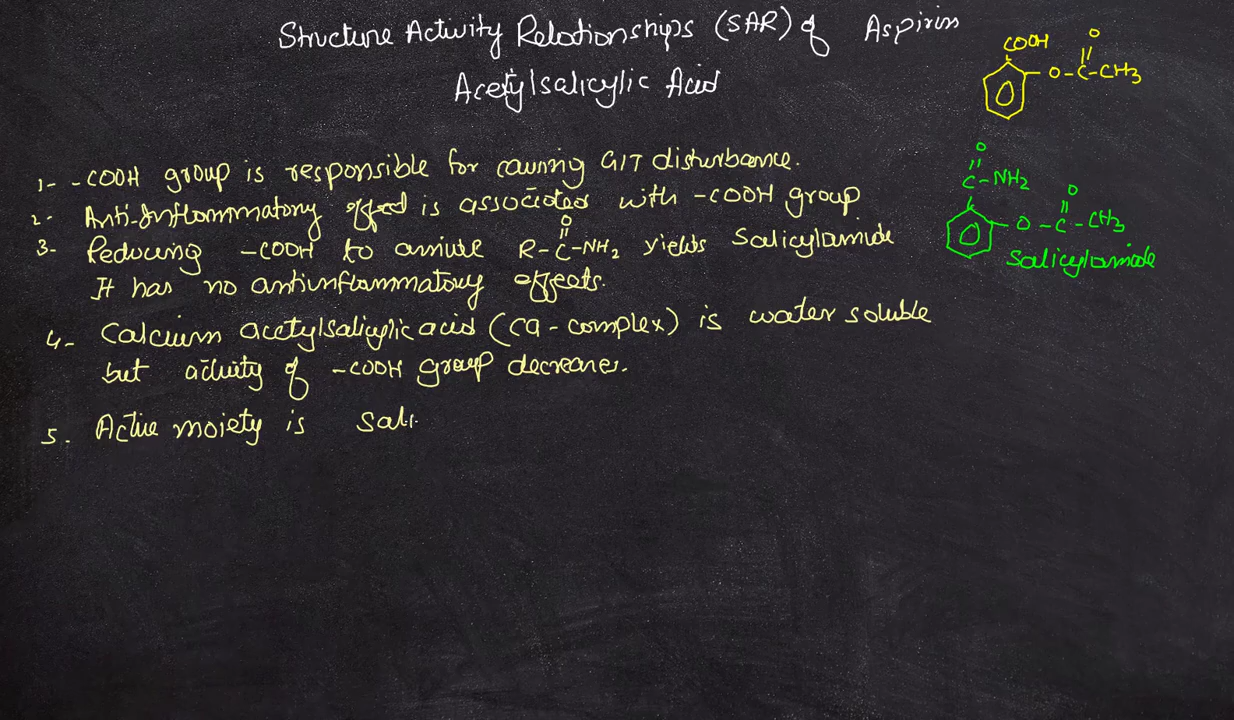 Structure Activity Relationships (SAR) of Aspirin
Acetylsalicylic Acid
COOH
O
O-C-CH3
1- -COOH group is responsible for causing GIT disturbance.
2- Anti-Inflammatory effect is associated with -COOH group
3- Reducing -COOH to amide R-C-NH2 yields Salicylamide
O
It has no antiinflammatory effects.
O
C-NH2
O
O-C-CH3
Salicylamide
4- Calcium acetylsalicylic acid (Ca-complex) is water soluble
but activity of -COOH group decreases.
5. Active moiety is Sali